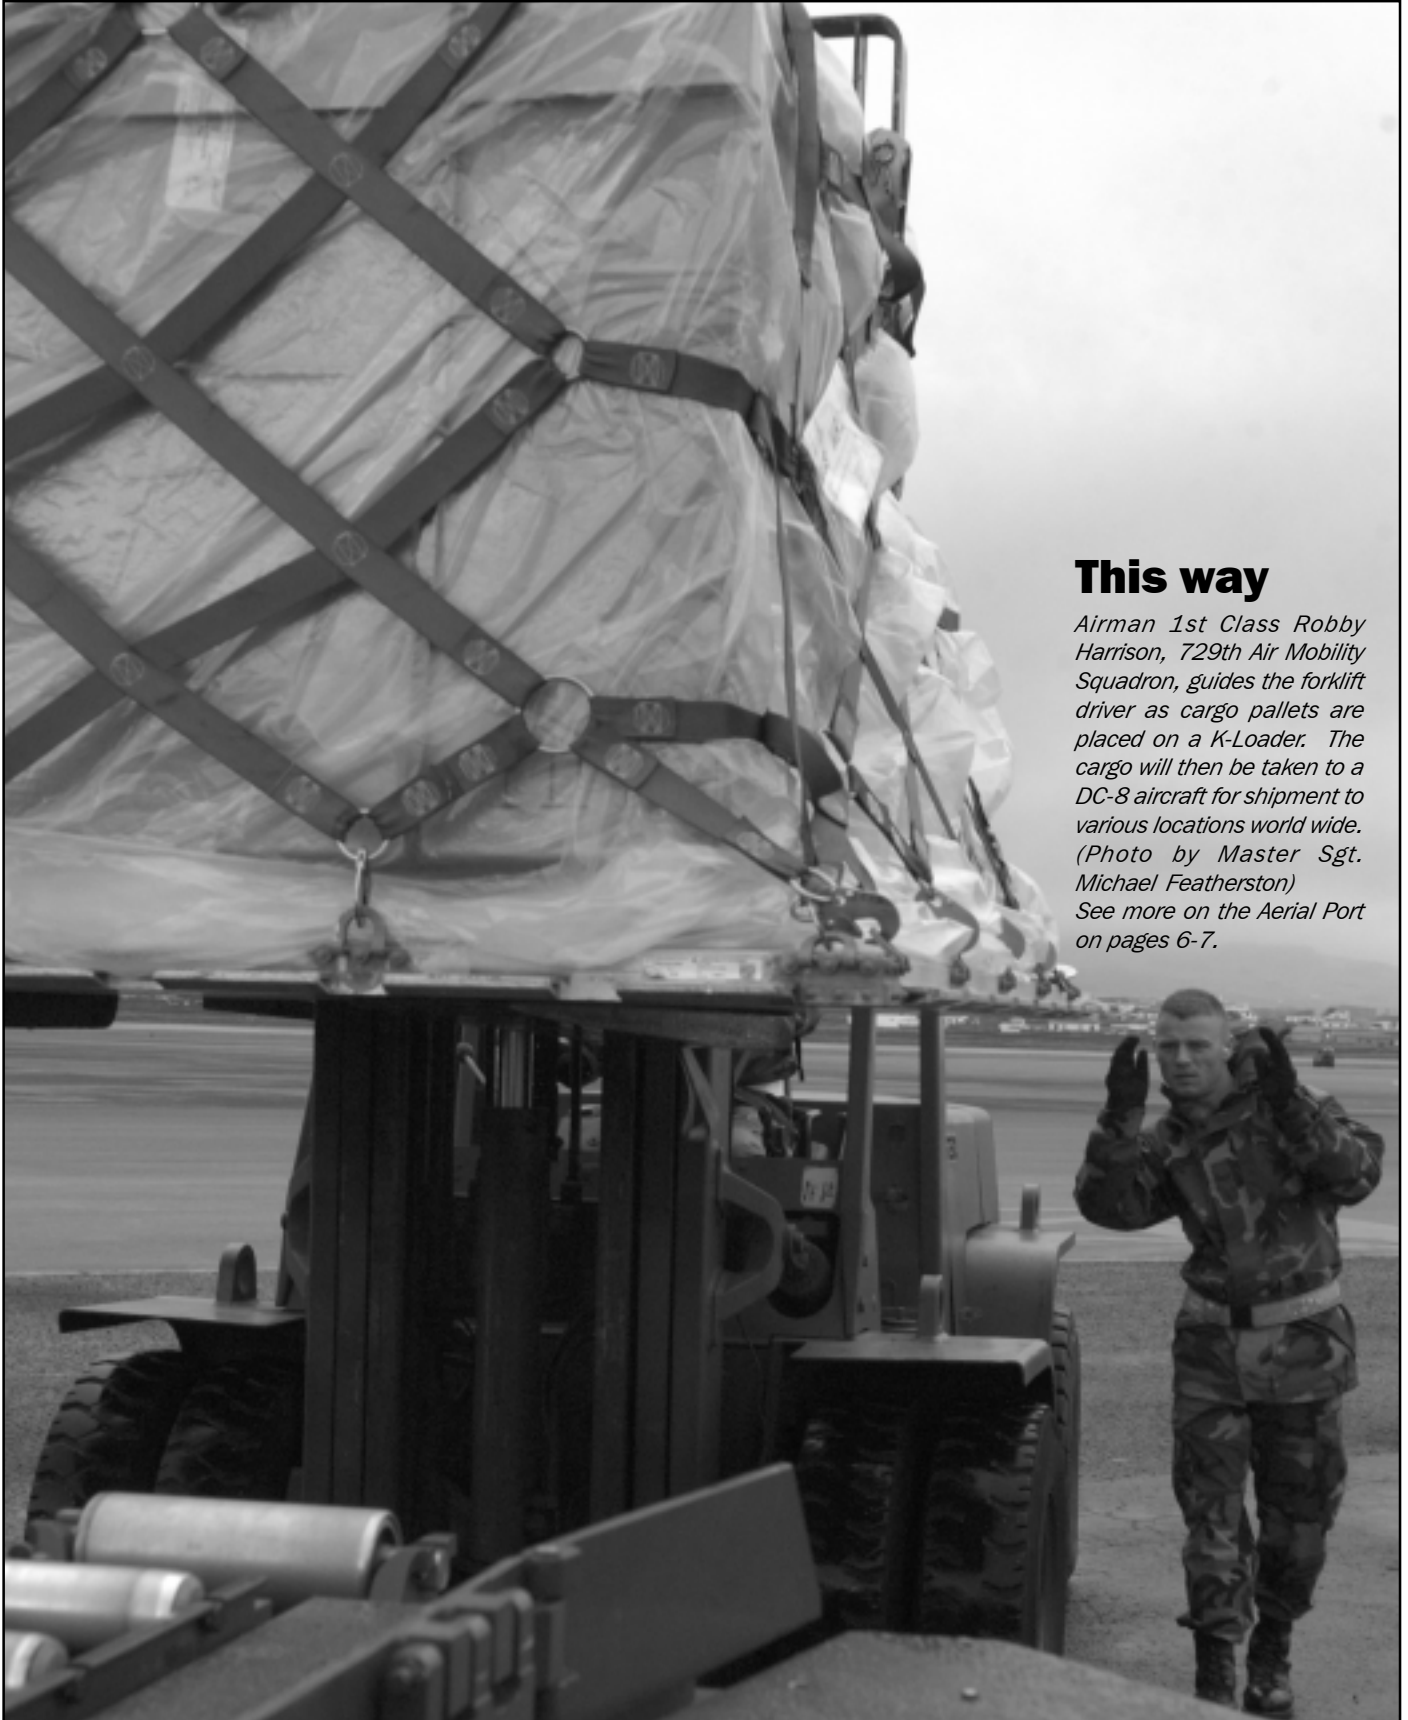 This way
Airman 1st Class Robby
Harrison, 729th Air Mobility
Squadron, guides the forklift
driver as cargo pallets are
placed on a K-Loader. The
cargo will then be taken to a
DC-8 aircraft for shipment to
various locations world wide.
(Photo by Master Sgt.
Michael Featherston)
See more on the Aerial Port
on pages 6-7.